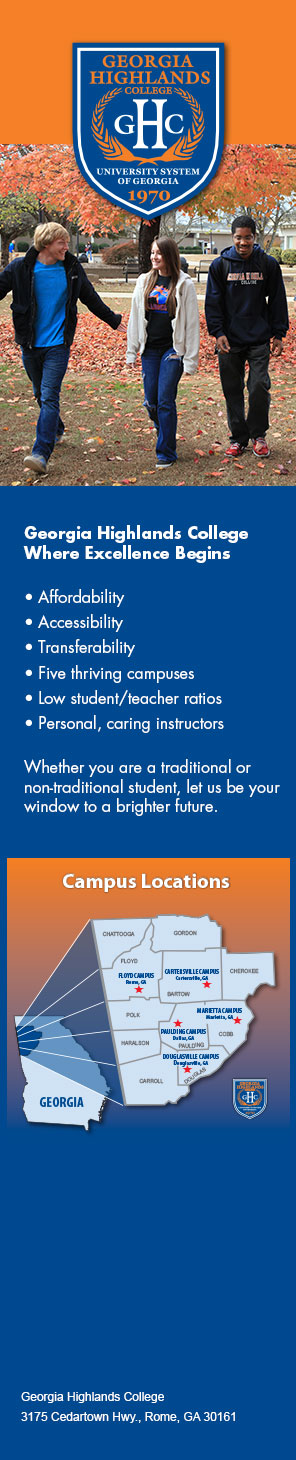 GEORGIA
HIGHLANDS
COLLEGE
GHC
UNIVERSITY SYSTEM
OF GEORGIA
1970
COLLEGE
Georgia Highlands College
Where Excellence Begins
• Affordability
• Accessibility
• Transferability
• Five thriving campuses
• Low student/teacher ratios
• Personal, caring instructors
Whether you are a traditional or
non-traditional student, let us be your
window to a brighter future.
Campus Locations
CHATTOOGA
GORDON
FLOYD
CHEROKEE
FLOYD CAMPUS
Rome, GA
CARTERSVILLE CAMPUS
Cartersville, GA
BARTOW
POLK
MARIETTA CAMPUS
Marietta, GA
PAULDING CAMPUS
Dallas, GA
COBB
HARALSON
PAULDING
DOUGLASVILLE CAMPUS
Douglasville, GA
CARROLL
DOUGLAS
GEORGIA
GEORGIA
HIGHLANDS
GHC
Georgia Highlands College
3175 Cedartown Hwy., Rome, GA 30161